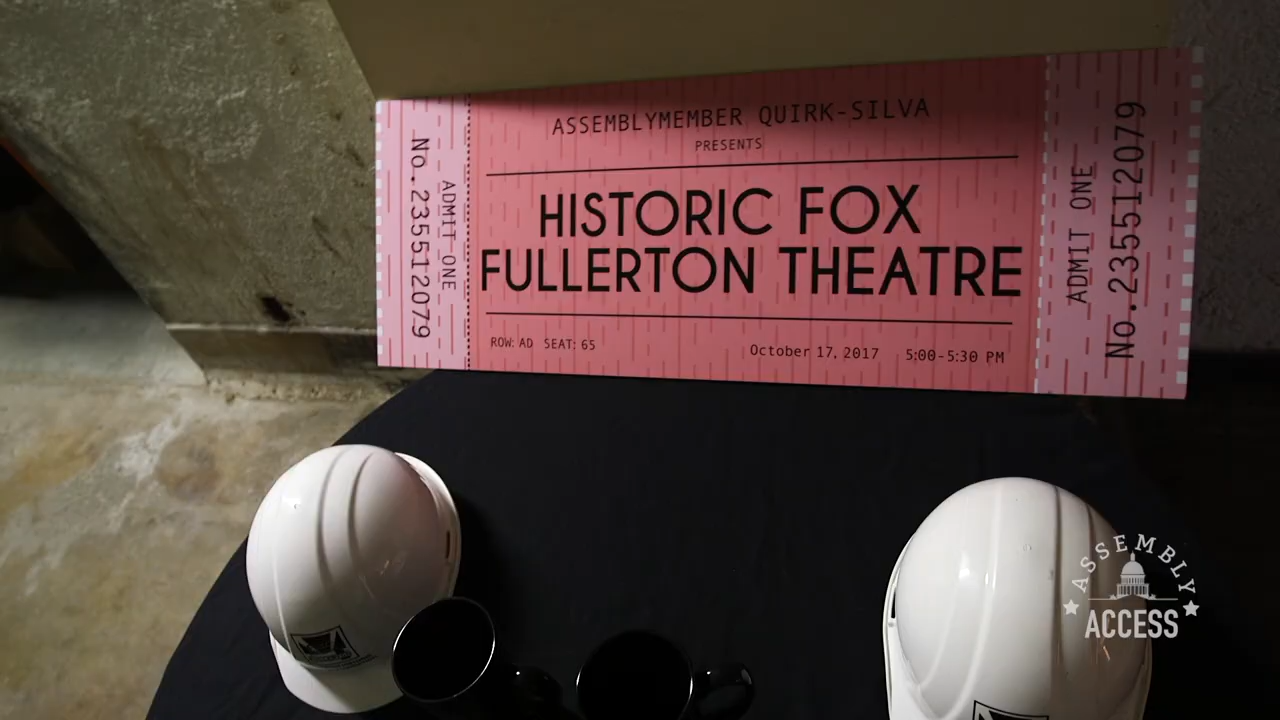 ASSEMBLYMEMBER QUIRK-SILVA
PRESENTS
HISTORIC FOX
FULLERTON THEATRE
ROW: AD SEAT: 65
October 17, 2017 5:00-5:30 PM
No.235512079
ADMIT ONE
ADMIT ONE
No.235512079
ASSEMBLY
ACCESS